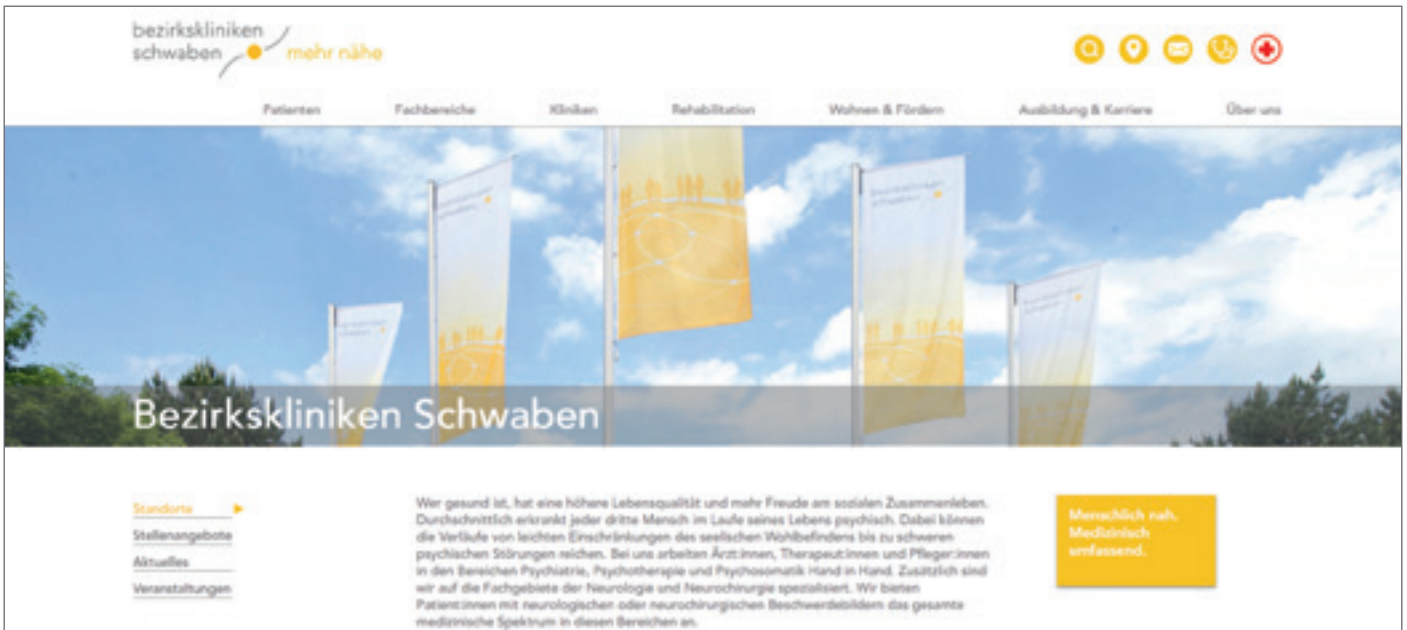 bezirkskliniken
schwaben
mehr nähe
Patienten
Fachbereiche
Kliniken
Rehabilitation
Wohnen & Fördern
Ausbildung & Karriere
Über uns
Bezirkskliniken Schwaben
Standorte
Stellenangebote
Aktuelles
Veranstaltungen
Wer gesund ist, hat eine höhere Lebensqualität und mehr Freude am sozialen Zusammenleben.
Durchschnittlich erkrankt jeder dritte Mensch im Laufe seines Lebens psychisch. Dabei können
die Verläufe von leichten Einschränkungen des seelischen Wohlbefindens bis zu schweren
psychischen Störungen reichen. Bei uns arbeiten Ärzt:innen, Therapeut:innen und Pfleger:innen
in den Bereichen Psychiatrie, Psychotherapie und Psychosomatik Hand in Hand. Zusätzlich sind
wir auf die Fachgebiete der Neurologie und Neurochirurgie spezialisiert. Wir bieten
Patient:innen mit neurologischen oder neurochirurgischen Beschwerdebildern das gesamte
medizinische Spektrum in diesen Bereichen an.
Menschlich nah.
Medizinisch
umfassend.